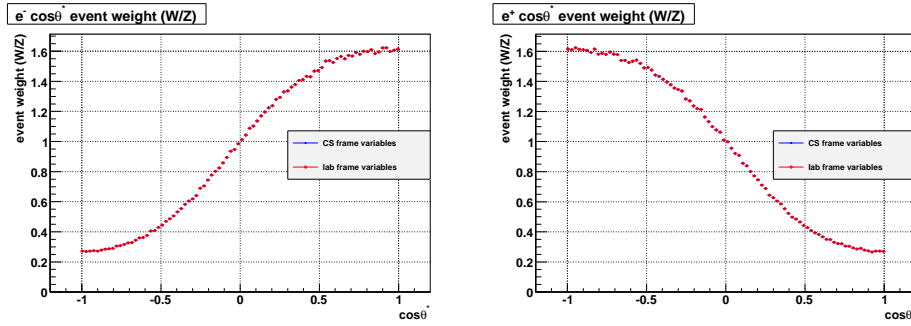 e- cosθ* event weight (W/Z)
event weight (W/Z)
1.6
1.4
1.2
1
0.8
0.6
0.4
0.2
0
CS frame variables
lab frame variables
-1 -0.5 0 0.5 1
cosθ*
e+ cosθ* event weight (W/Z)
event weight (W/Z)
1.6
1.4
1.2
1
0.8
0.6
0.4
0.2
0
CS frame variables
lab frame variables
-1 -0.5 0 0.5 1
cosθ*